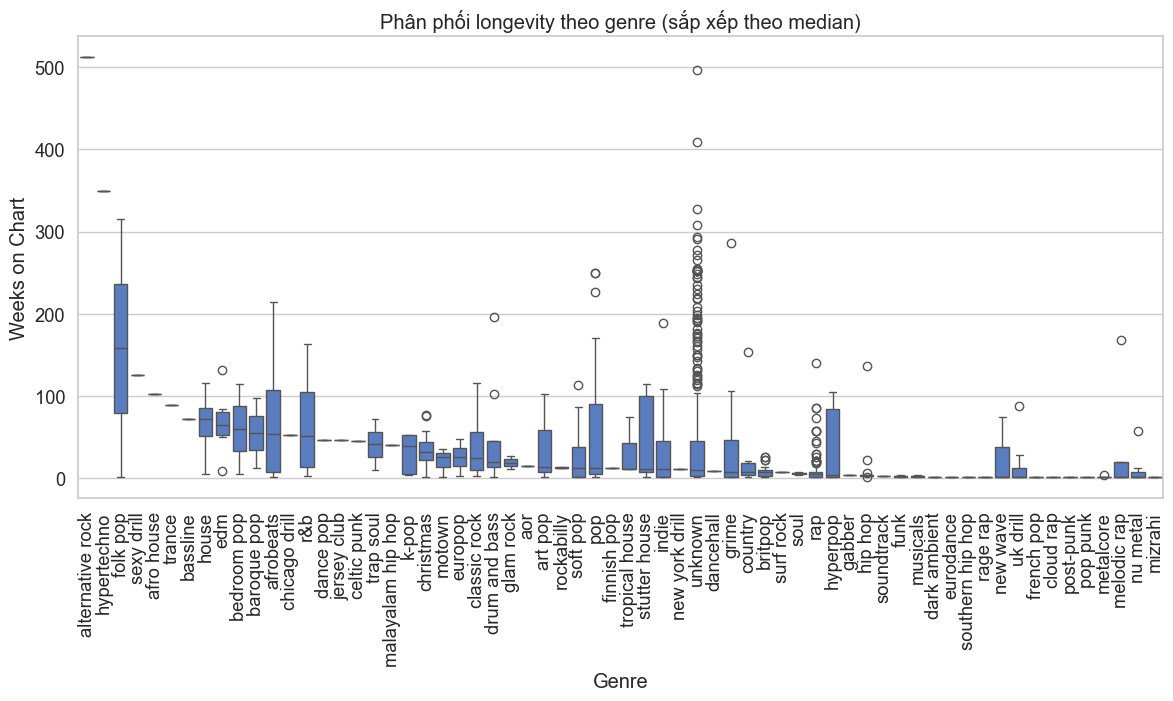 Phân phối longevity theo genre (sắp xếp theo median)
Weeks on Chart
500
400
300
200
100
0
alternative rock
hypertechno
folk pop
sexy drill
afro house
trance
bassline
house
edm
bedroom pop
baroque pop
afrobeats
chicago drill
r&b
dance pop
jersey club
celtic punk
trap soul
malayalam hip hop
k-pop
christmas
motown
europop
classic rock
drum and bass
glam rock
aor
art pop
rockabilly
soft pop
pop
finnish pop
tropical house
stutter house
indie
new york drill
unknown
dancehall
grime
country
britpop
surf rock
soul
rap
hyperpop
gabber
hip hop
soundtrack
funk
musicals
dark ambient
eurodance
southern hip hop
rage rap
new wave
uk drill
french pop
cloud rap
post-punk
pop punk
metalcore
melodic rap
nu metal
mizrahi
Genre